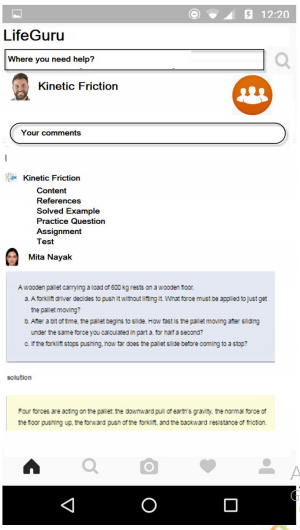 12:20
LifeGuru
Where you need help?
Kinetic Friction
Your comments
Kinetic Friction
Content
References
Solved Example
Practice Question
Assignment
Test
Mita Nayak
A wooden pallet carrying a load of 600 kg rests on a wooden floor.
a. A forklift driver decides to push it without lifting it. What force must be applied to just get
the pallet moving?
b. After a bit of time, the pallet begins to slide. How fast is the pallet moving after sliding
under the same force you calculated in part a. for half a second?
c. If the forklift stops pushing, how far does the pallet slide before coming to a stop?
solution
Four forces are acting on the pallet: the downward pull of earth's gravity, the normal force of
the floor pushing up, the forward push of the forklift, and the backward resistance of friction.
A